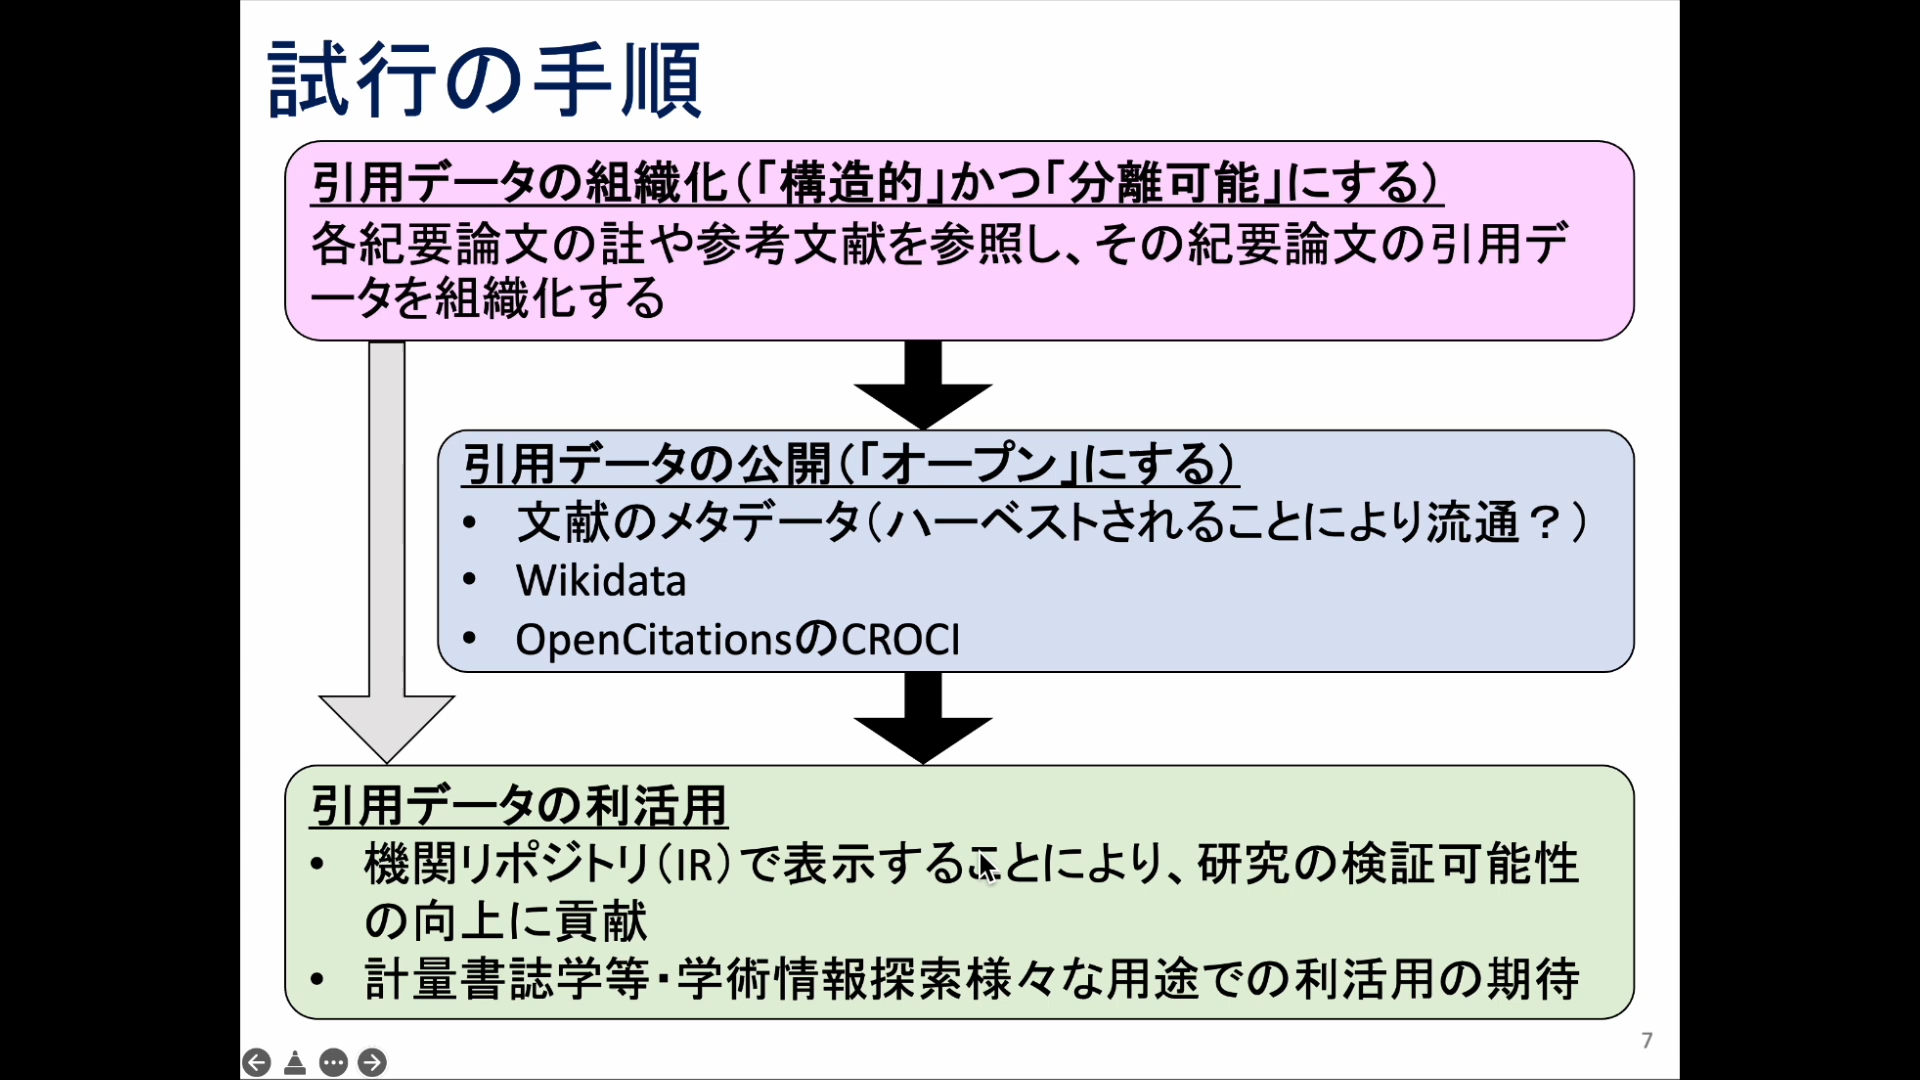 試行の手順
引用データの組織化（「構造的」かつ「分離可能」にする）
各紀要論文の註や参考文献を参照し、その紀要論文の引用デ
ータを組織化する
引用データの公開（「オープン」にする）
• 文献のメタデータ（ハーベストされることにより流通？）
• Wikidata
• OpenCitationsのCROCI
引用データの利活用
• 機関リポジトリ（IR）で表示することにより、研究の検証可能性
の向上に貢献
• 計量書誌学等・学術情報探索様々な用途での利活用の期待
7